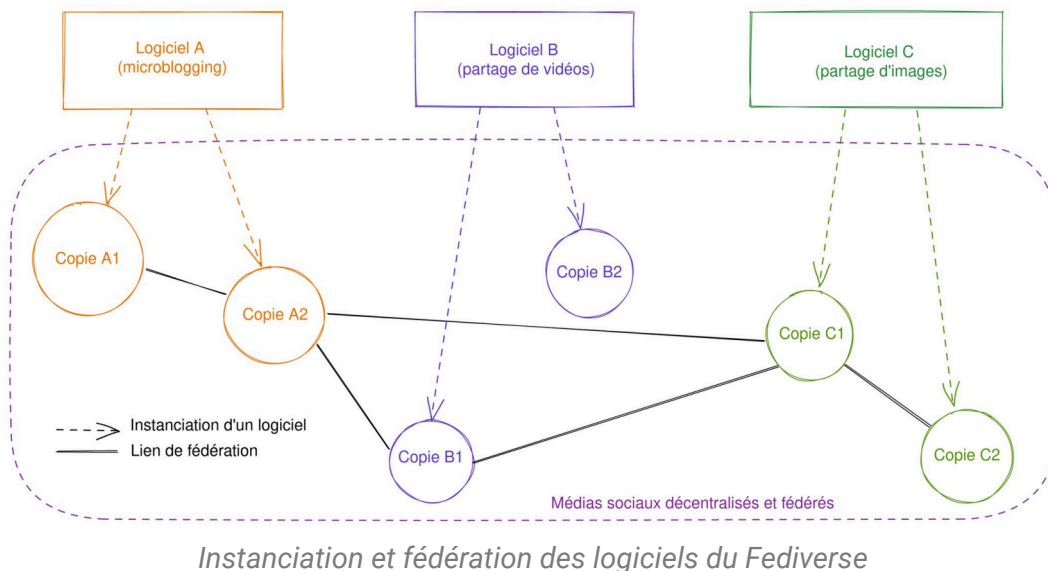 Logiciel A
(microblogging)
Logiciel B
(partage de vidéos)
Logiciel C
(partage d'images)
Copie A1
Copie B2
Copie A2
Copie C1
Instanciation d'un logiciel
Lien de fédération
Copie B1
Copie C2
Médias sociaux décentralisés et fédérés
Instanciation et fédération des logiciels du Fediverse